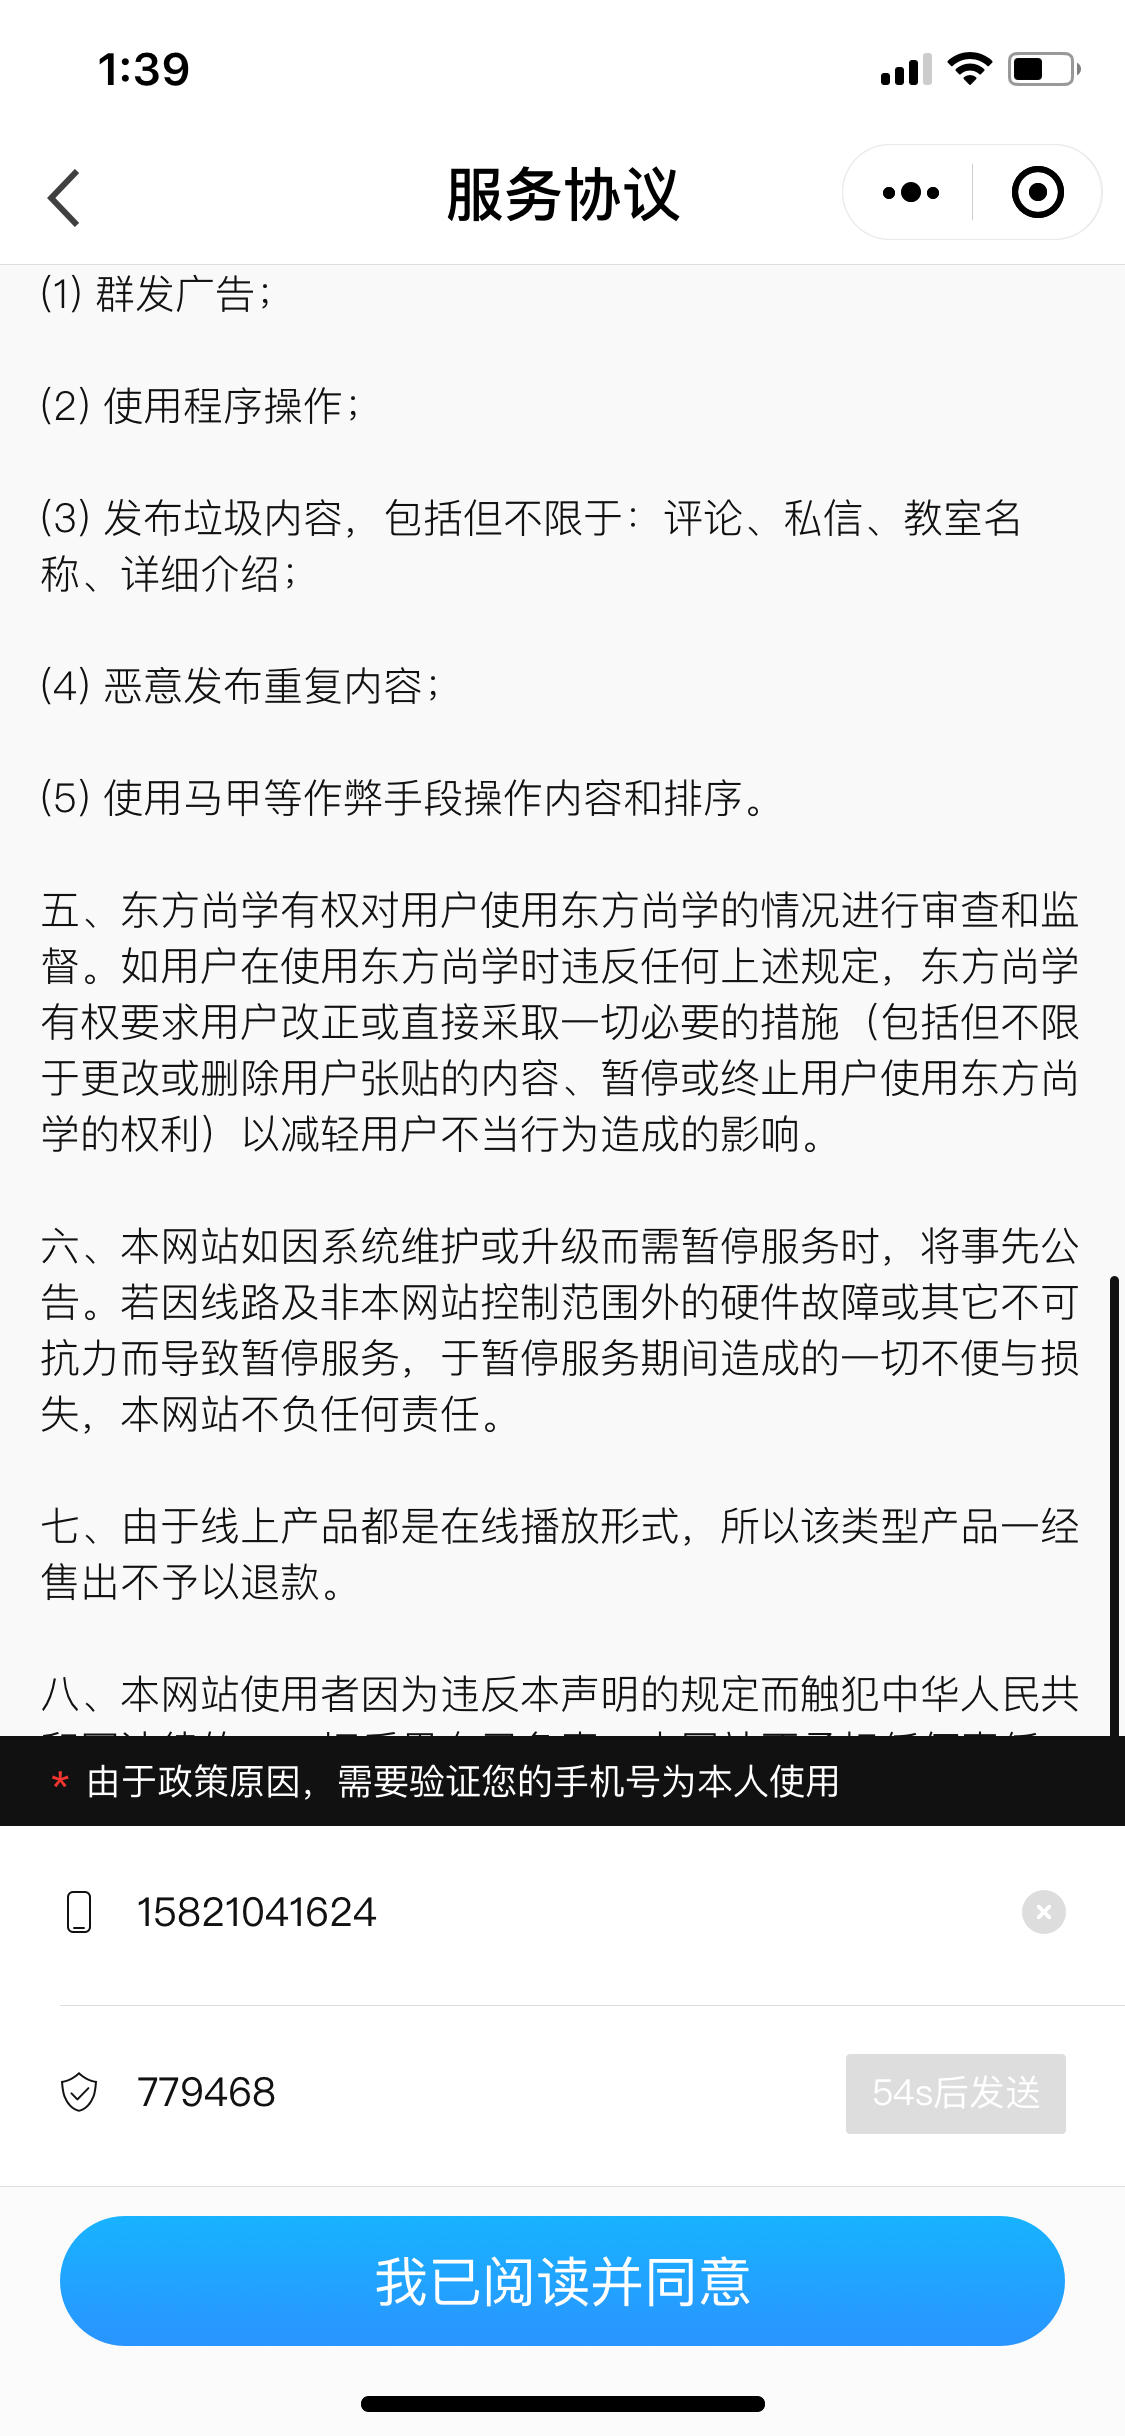 1:39
服务协议
(1) 群发广告；
(2) 使用程序操作；
(3) 发布垃圾内容，包括但不限于：评论、私信、教室名
称、详细介绍；
(4) 恶意发布重复内容；
(5) 使用马甲等作弊手段操作内容和排序。
五、东方尚学有权对用户使用东方尚学的情况进行审查和监
督。如用户在使用东方尚学时违反任何上述规定，东方尚学
有权要求用户改正或直接采取一切必要的措施（包括但不限
于更改或删除用户张贴的内容、暂停或终止用户使用东方尚
学的权利）以减轻用户不当行为造成的影响。
六、本网站如因系统维护或升级而需暂停服务时，将事先公
告。若因线路及非本网站控制范围外的硬件故障或其它不可
抗力而导致暂停服务，于暂停服务期间造成的一切不便与损
失，本网站不负任何责任。
七、由于线上产品都是在线播放形式，所以该类型产品一经
售出不予以退款。
八、本网站使用者因为违反本声明的规定而触犯中华人民共
* 由于政策原因，需要验证您的手机号为本人使用
15821041624
779468
54s后发送
我已阅读并同意